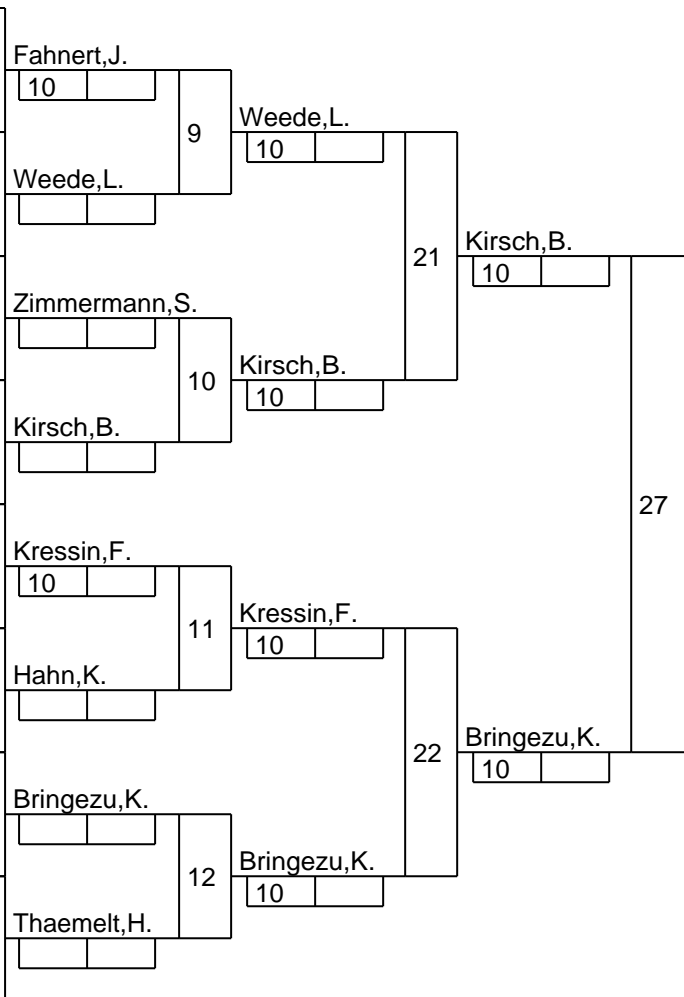 Fahnert,J.
10
9
Weede,L.
10
Weede,L.
21
Kirsch,B.
10
Zimmermann,S.
10
Kirsch,B.
10
Kirsch,B.
27
Kressin,F.
10
11
Kressin,F.
10
Hahn,K.
22
Bringezu,K.
10
Bringezu,K.
12
Bringezu,K.
10
Thaemelt,H.